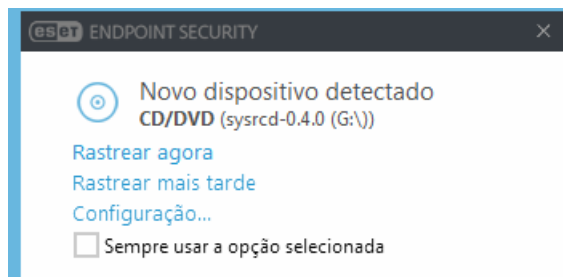 eset ENDPOINT SECURITY
Novo dispositivo detectado
CD/DVD (sysrcd-0.4.0 (G:\))
Rastrear agora
Rastrear mais tarde
Configuração...
Sempre usar a opção selecionada